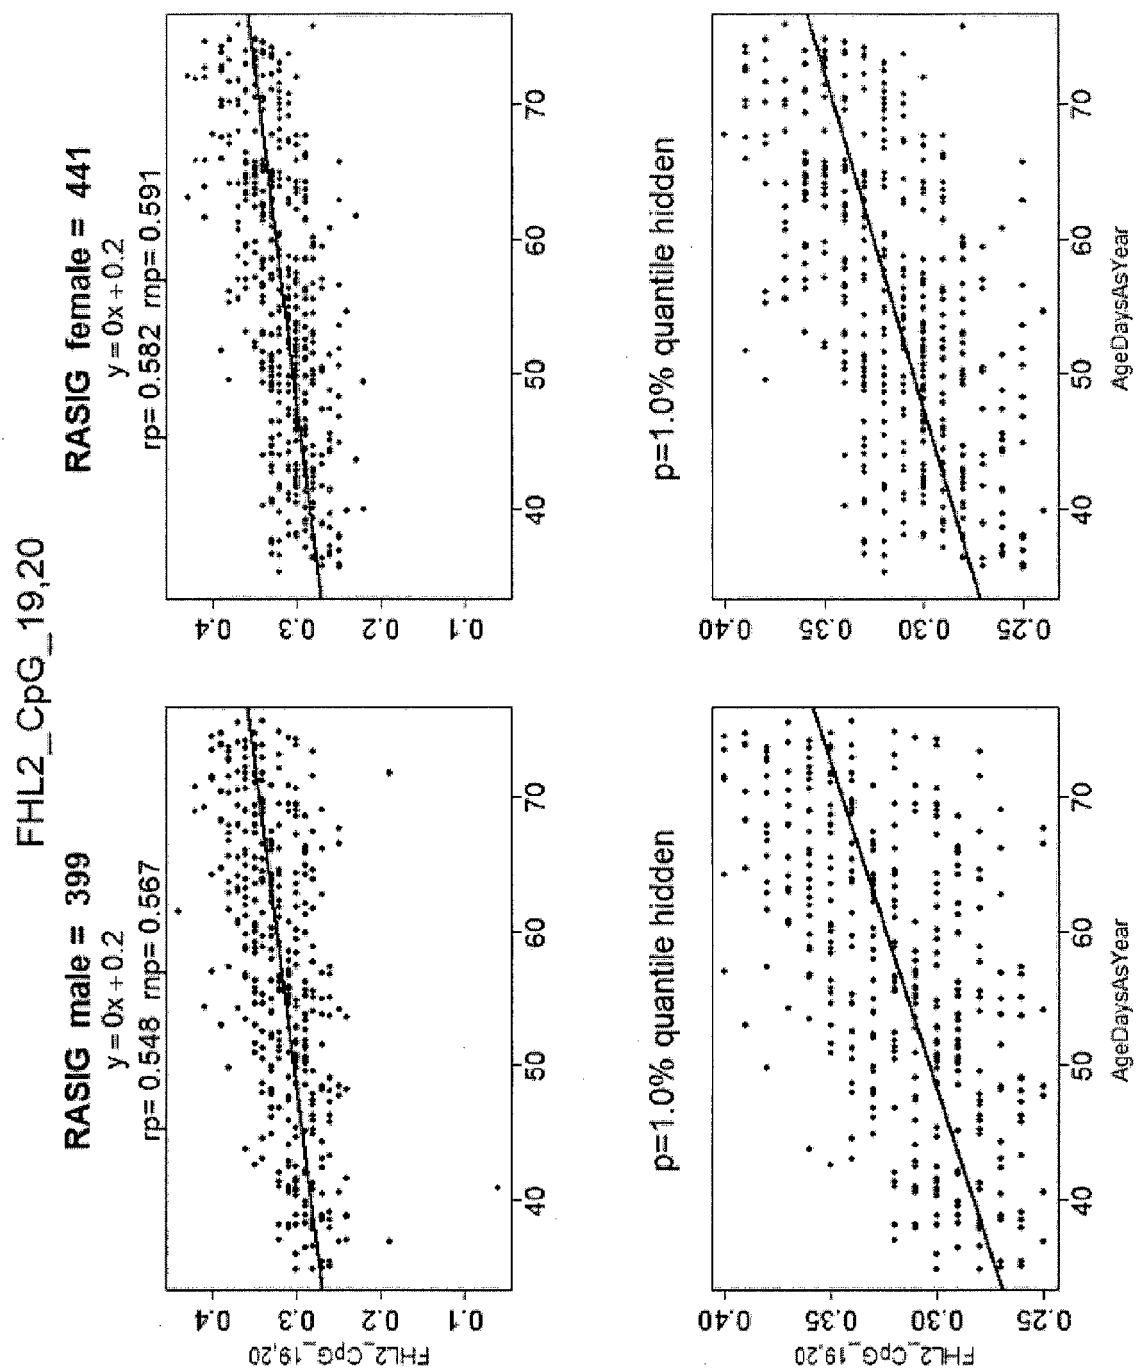 FHL2_CpG_19,20
RASIG male = 399
y = 0x + 0.2
rp= 0.548 rnp= 0.567
RASIG female = 441
y = 0x + 0.2
rp= 0.582 rnp= 0.591
FHL2_CpG_19,20
0.4
0.3
0.2
0.1
40
50
60
70
0.4
0.3
0.2
0.1
40
50
60
70
p=1.0% quantile hidden
p=1.0% quantile hidden
FHL2_CpG_19,20
0.40
0.35
0.30
0.25
40
50
60
70
AgeDaysAsYear
0.40
0.35
0.30
0.25
40
50
60
70
AgeDaysAsYear